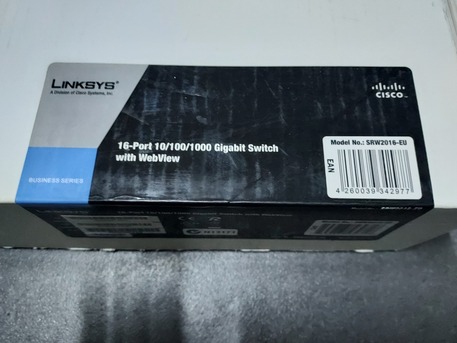 LINKSYS®
A Division of Cisco Systems, Inc.
CISCO
16-Port 10/100/1000 Gigabit Switch
with WebView
Model No.: SRW2016-EU
EAN
4 260039 342977
BUSINESS SERIES
N11171